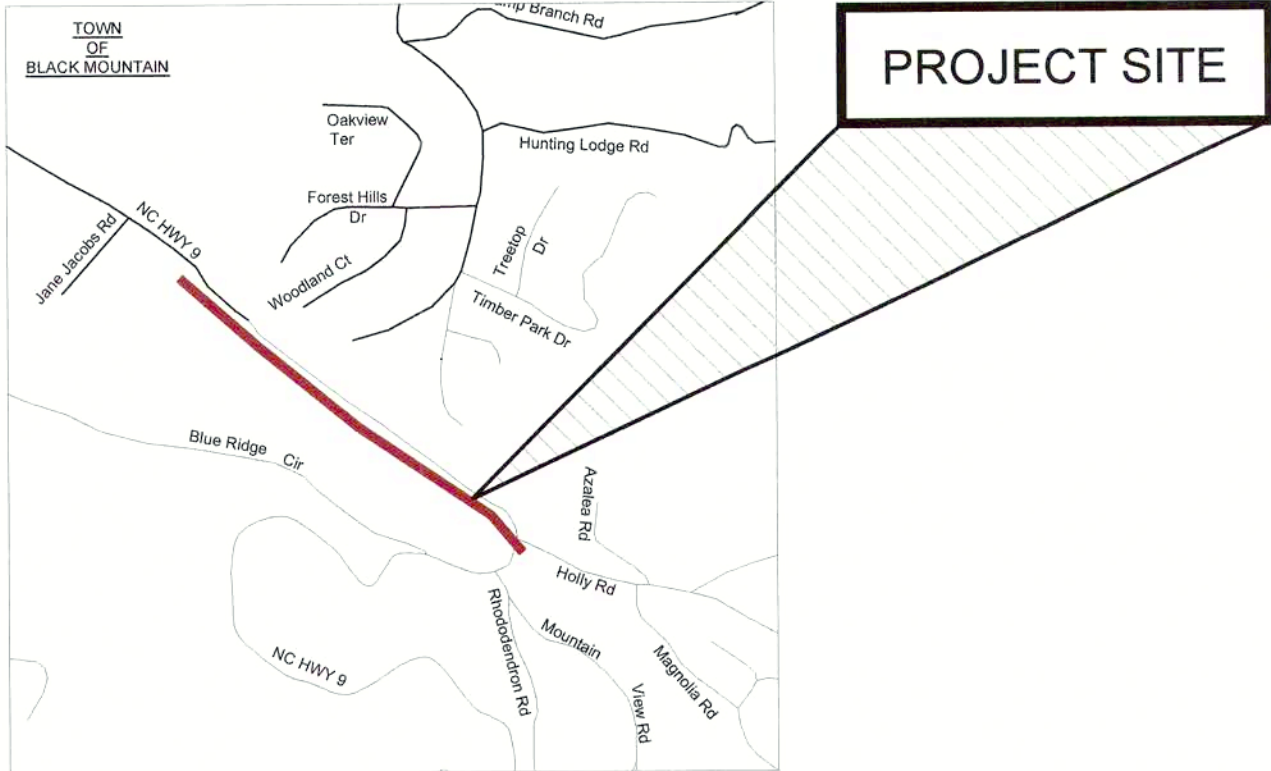 TOWN
OF
BLACK MOUNTAIN
Branch Rd
PROJECT SITE
Oakview
Ter
Hunting Lodge Rd
Forest Hills
Dr
NC HWY 9
Jane Jacobs Rd
Woodland Ct
Treetop
Dr
Timber Park Dr
Blue Ridge Cir
Azalea Rd
Holly Rd
Rhododendron Rd
Mountain
View Rd
Magnolia Rd
NC HWY 9